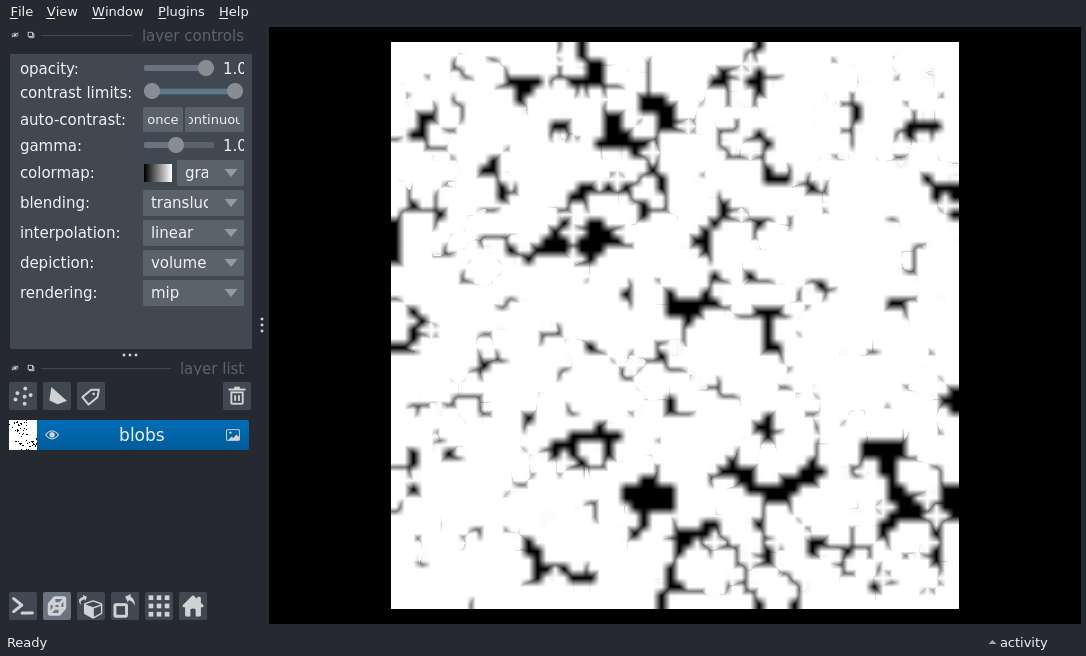 File View Window Plugins Help
layer controls
opacity: 1.0
contrast limits:
auto-contrast: once ontinuou
gamma: 1.0
colormap: gra
blending: transluc
interpolation: linear
depiction: volume
rendering: mip
layer list
blobs
Ready
activity